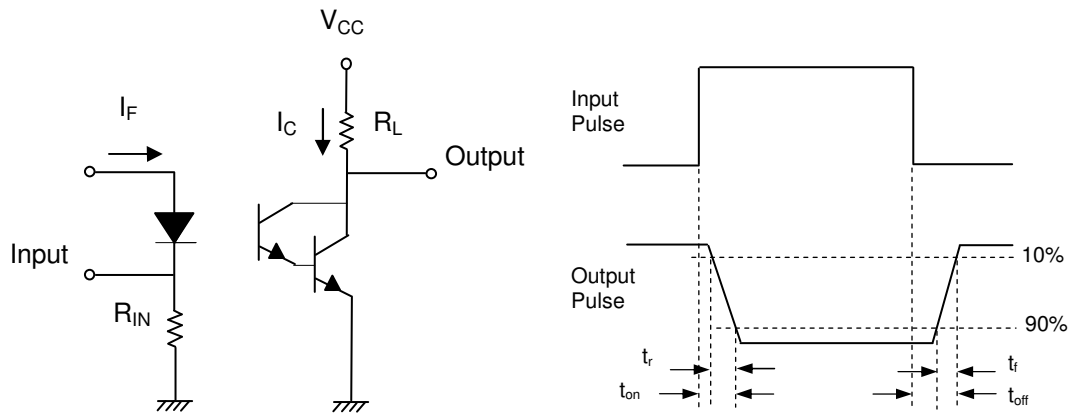 V_CC
I_F
I_C
R_L
Output
Input
R_IN
Input
Pulse
Output
Pulse
10%
90%
t_r
t_f
t_on
t_off